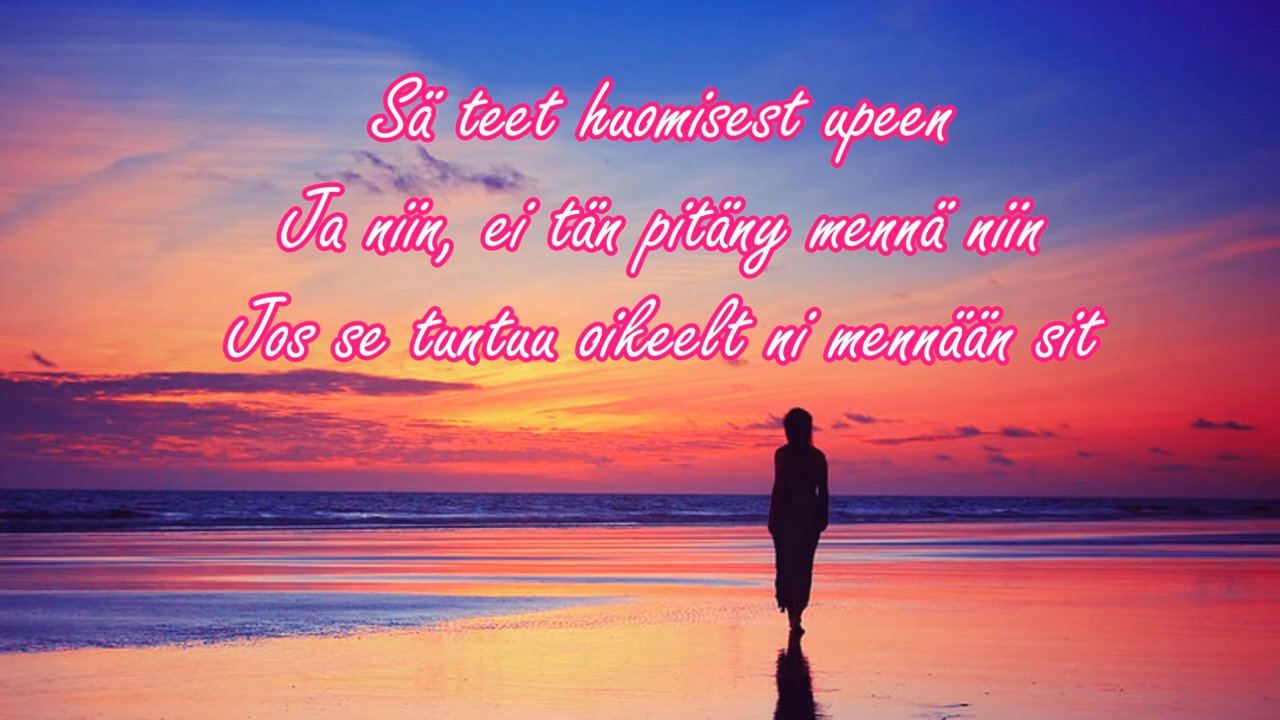 Sä teet huomisest upeen
Ja niin, ei tän pitäny mennä niin
Jos se tuntuu oikeelt ni mennään sit